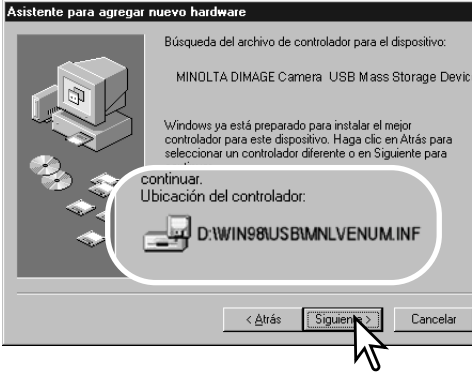 Asistente para agregar nuevo hardware
Búsqueda del archivo de controlador para el dispositivo:
MINOLTA DIMAGE Camera USB Mass Storage Devic
Windows ya está preparado para instalar el mejor
controlador para este dispositivo. Haga clic en Atrás para
seleccionar un controlador diferente o en Siguiente para
continuar.
Ubicación del controlador:
D:\WIN98\USB\MNLVENUM.INF
< Atrás
Siguiente >
Cancelar